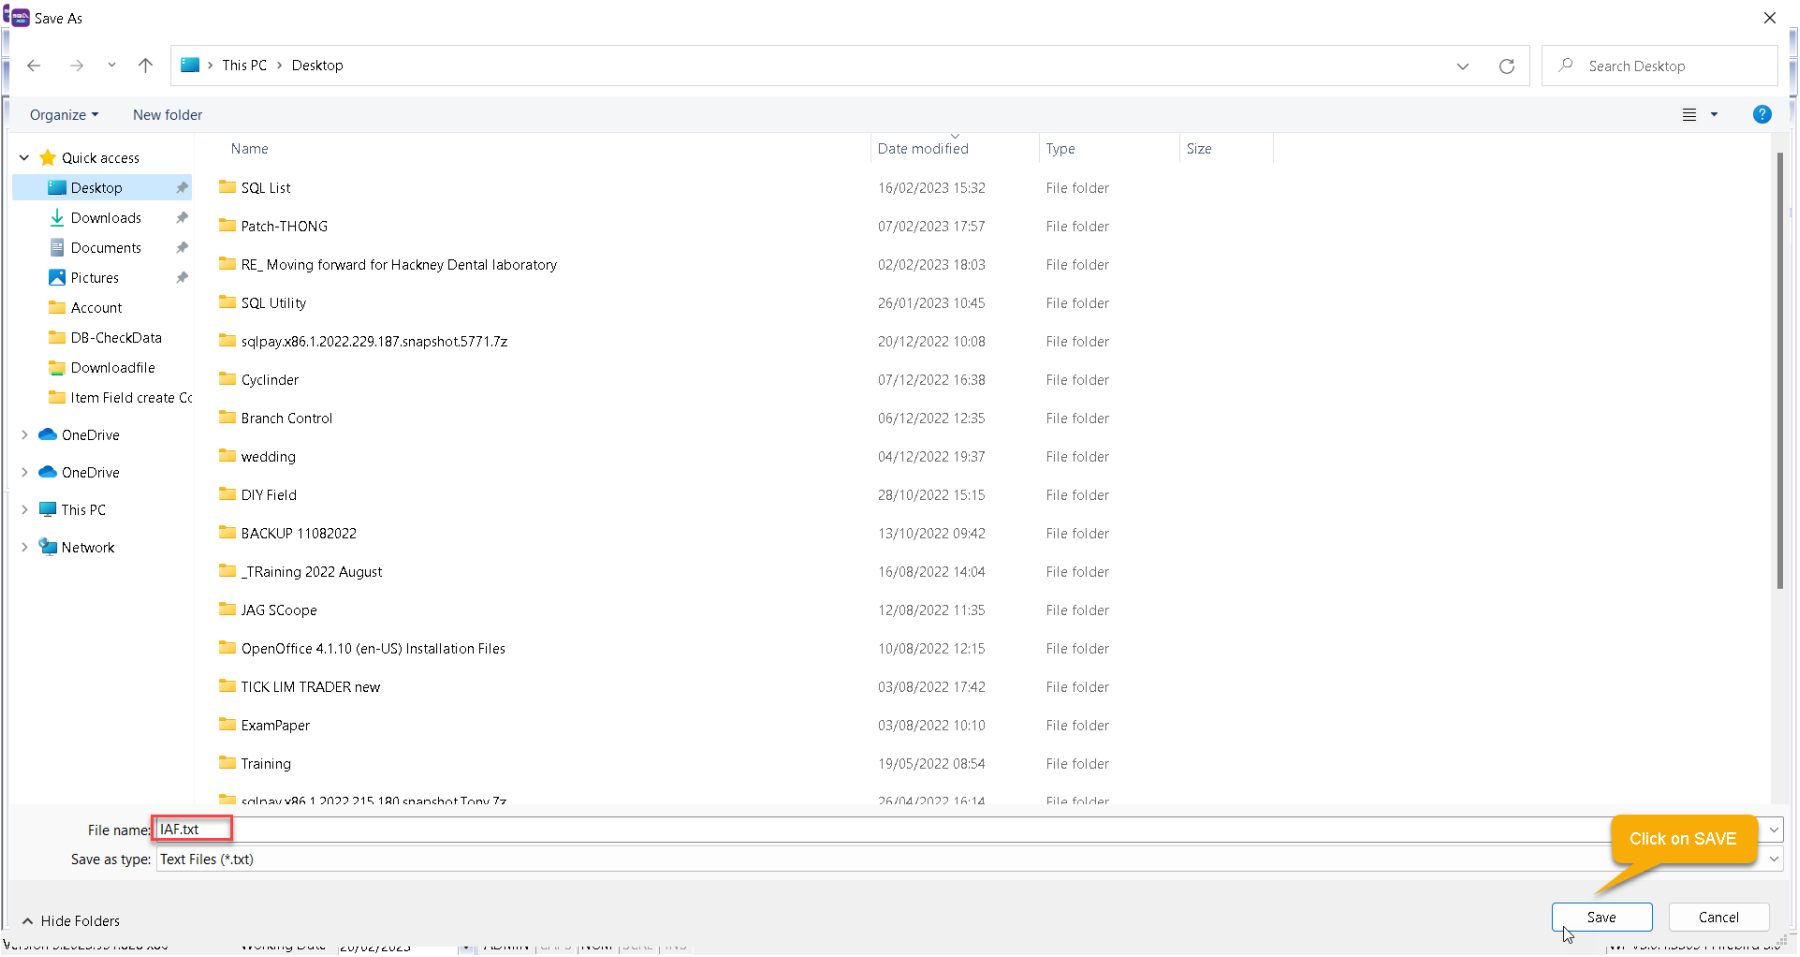 Save As
This PC > Desktop
Search Desktop
Organize New folder
Quick access
Desktop
Downloads
Documents
Pictures
Account
DB-CheckData
Downloadfile
Item Field create Co
OneDrive
OneDrive
This PC
Network
Name Date modified Type Size
SQL List 16/02/2023 15:32 File folder
Patch-THONG 07/02/2023 17:57 File folder
RE_ Moving forward for Hackney Dental laboratory 02/02/2023 18:03 File folder
SQL Utility 26/01/2023 10:45 File folder
sqlpay.x86.1.2022.229.187.snapshot.5771.7z 20/12/2022 10:08 File folder
Cyclinder 07/12/2022 16:38 File folder
Branch Control 06/12/2022 12:35 File folder
wedding 04/12/2022 19:37 File folder
DIY Field 28/10/2022 15:15 File folder
BACKUP 11082022 13/10/2022 09:42 File folder
_TRaining 2022 August 16/08/2022 14:04 File folder
JAG SCoope 12/08/2022 11:35 File folder
OpenOffice 4.1.10 (en-US) Installation Files 10/08/2022 12:15 File folder
TICK LIM TRADER new 03/08/2022 17:42 File folder
ExamPaper 03/08/2022 10:10 File folder
Training 19/05/2022 08:54 File folder
sqlpay.x86.1.2022.215.180.snapshot.Tony.7z 26/04/2022 16:14 File folder
File name: IAF.txt
Save as type: Text Files (*.txt)
Click on SAVE
Hide Folders
Save Cancel
Working Date 20/02/2023 ADMIN CAPS NUM SCRL INS